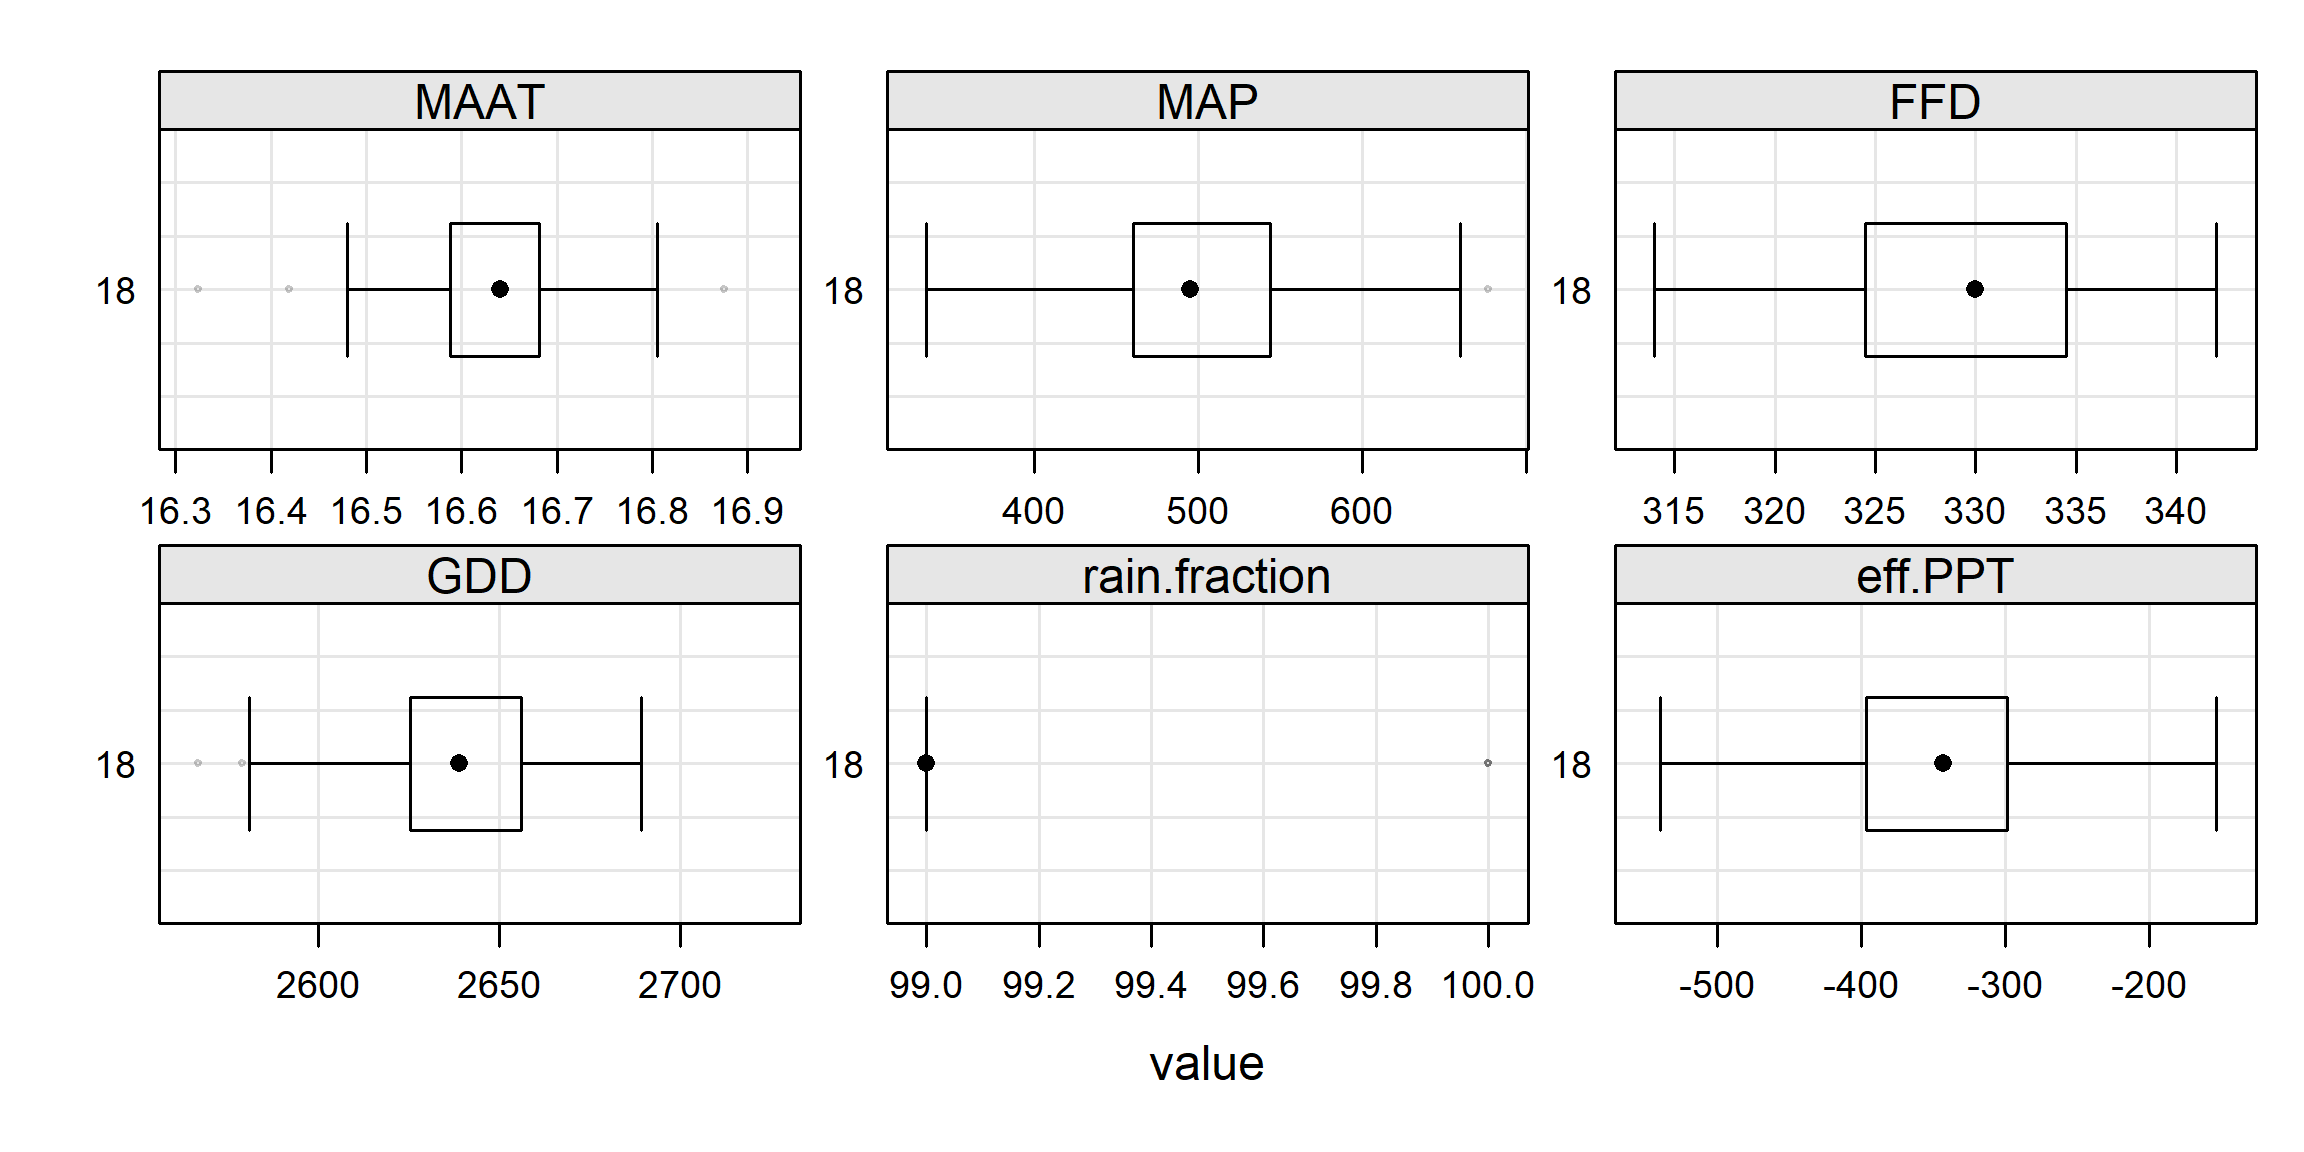 MAAT MAP FFD
18 18 18
16.3 16.4 16.5 16.6 16.7 16.8 16.9 400 500 600 315 320 325 330 335 340
GDD rain.fraction eff.PPT
18 18 18
2600 2650 2700 99.0 99.2 99.4 99.6 99.8 100.0 -500 -400 -300 -200
value